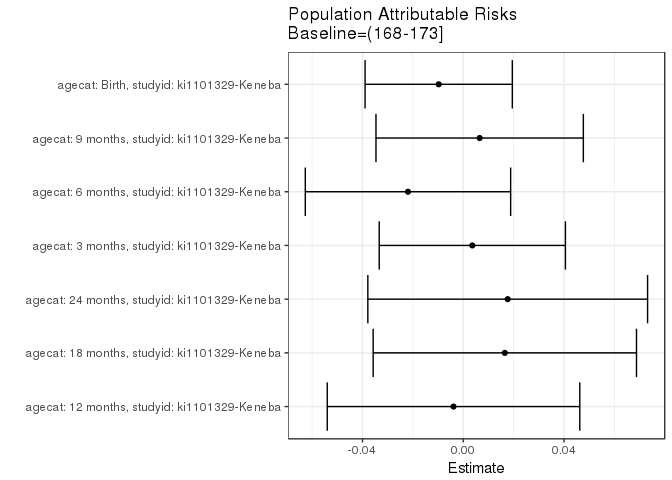 Population Attributable Risks
Baseline=(168-173]
agecat: Birth, studyid: ki1101329-Keneba
agecat: 9 months, studyid: ki1101329-Keneba
agecat: 6 months, studyid: ki1101329-Keneba
agecat: 3 months, studyid: ki1101329-Keneba
agecat: 24 months, studyid: ki1101329-Keneba
agecat: 18 months, studyid: ki1101329-Keneba
agecat: 12 months, studyid: ki1101329-Keneba
-0.04 0.00 0.04
Estimate